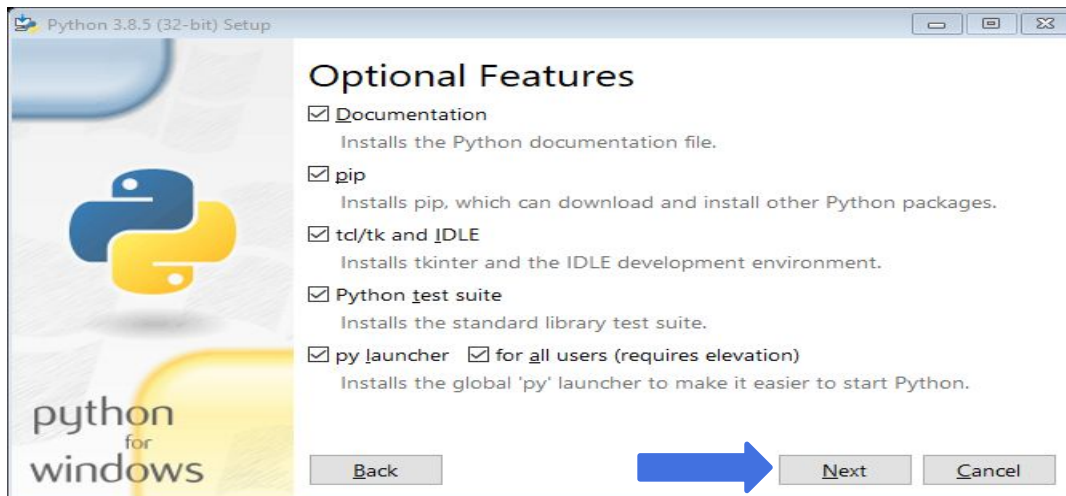 Python 3.8.5 (32-bit) Setup
Optional Features
Documentation
Installs the Python documentation file.
pip
Installs pip, which can download and install other Python packages.
tcl/tk and IDLE
Installs tkinter and the IDLE development environment.
Python test suite
Installs the standard library test suite.
py launcher for all users (requires elevation)
Installs the global 'py' launcher to make it easier to start Python.
python
for
windows
Back Next Cancel